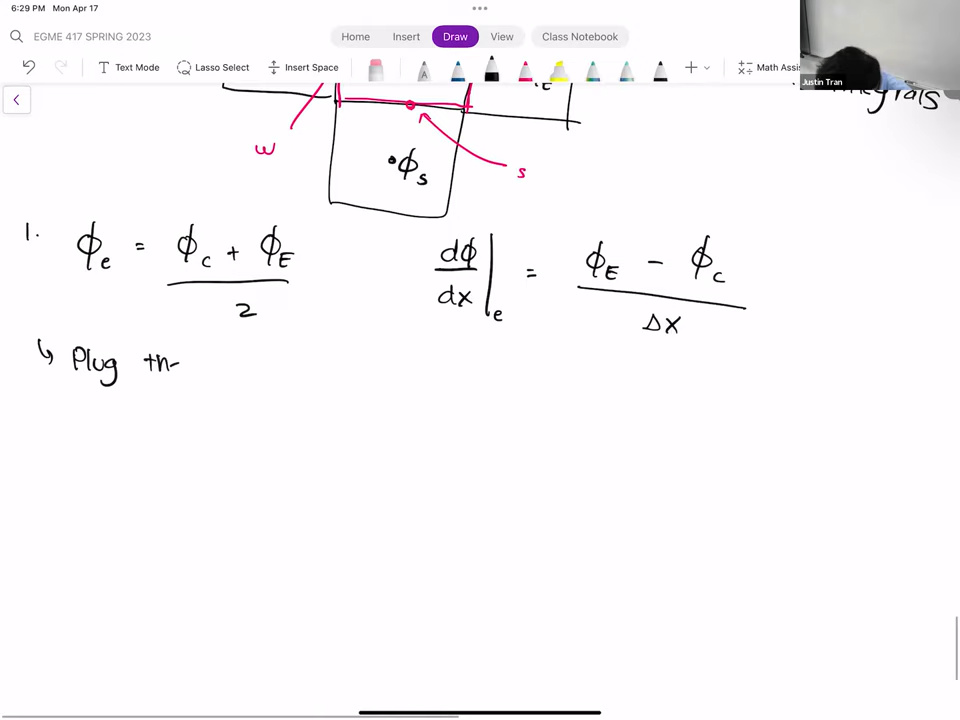 6:29 PM Mon Apr 17
EGME 417 SPRING 2023
Home Insert Draw View Class Notebook
Text Mode Lasso Select Insert Space
Math Assis
Justin Tran
E
w
ϕs
s
1. ϕe = ϕc + ϕE / 2
dϕ/dx |e = ϕE - ϕc / Δx
↳ Plug th